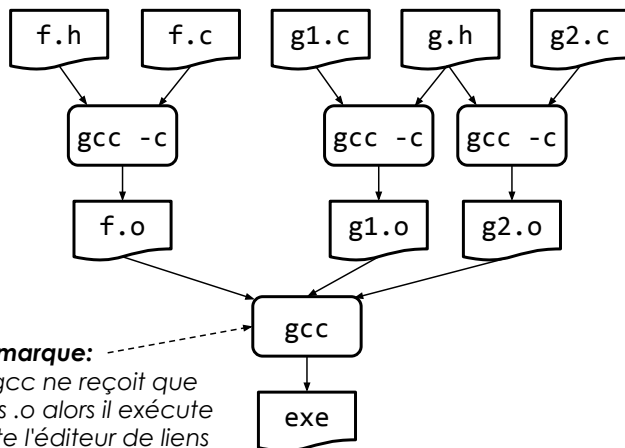 f.h
f.c
g1.c
g.h
g2.c
gcc -c
gcc -c
gcc -c
f.o
g1.o
g2.o
gcc
marque:
gcc ne reçoit que
s .o alors il exécute
te l'éditeur de liens
exe